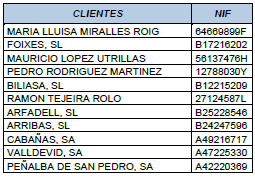 CLIENTES NIF
MARIA LLUISA MIRALLES ROIG 64669899F
FOIXES, SL B17216202
MAURICIO LOPEZ UTRILLAS 56137476H
PEDRO RODRIGUEZ MARTINEZ 12788030Y
BILIASA, SL B12215209
RAMON TEJEIRA ROLO 27124587L
ARFADELL, SL B25228546
ARRIBAS, SL B24247596
CABAÑAS, SA A49216717
VALLDEVID, SA A47225330
PEÑALBA DE SAN PEDRO, SA A42220369